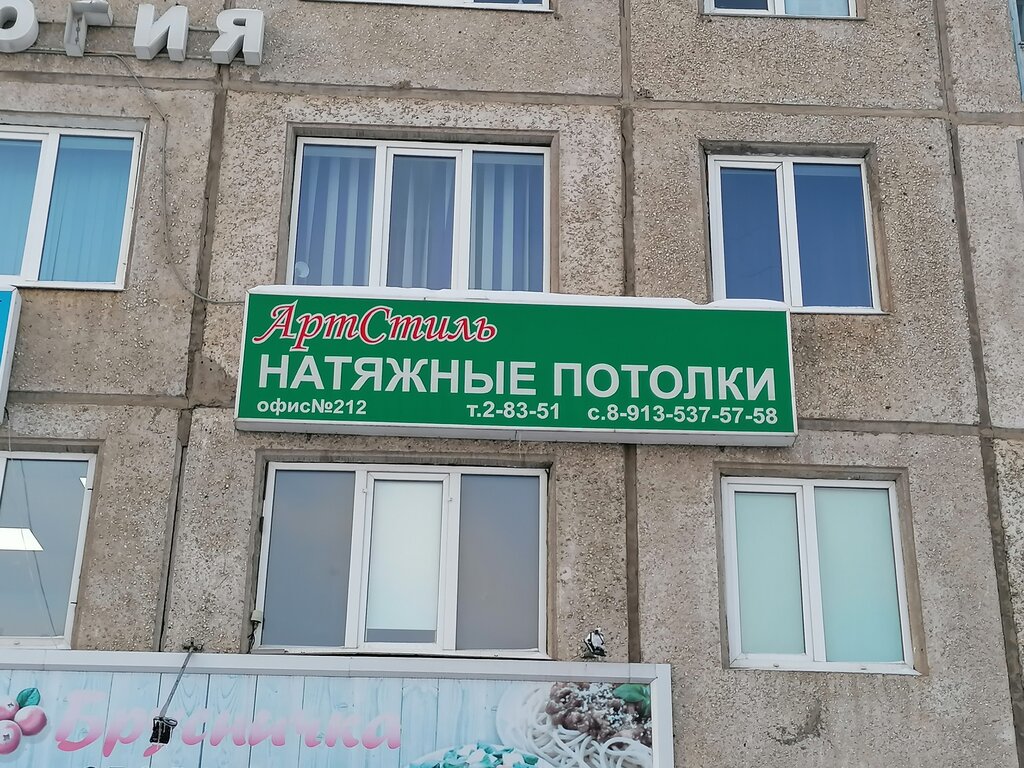 огия
АртСтиль
НАТЯЖНЫЕ ПОТОЛКИ
офис№212 т.2-83-51 с.8-913-537-57-58
Брусничка